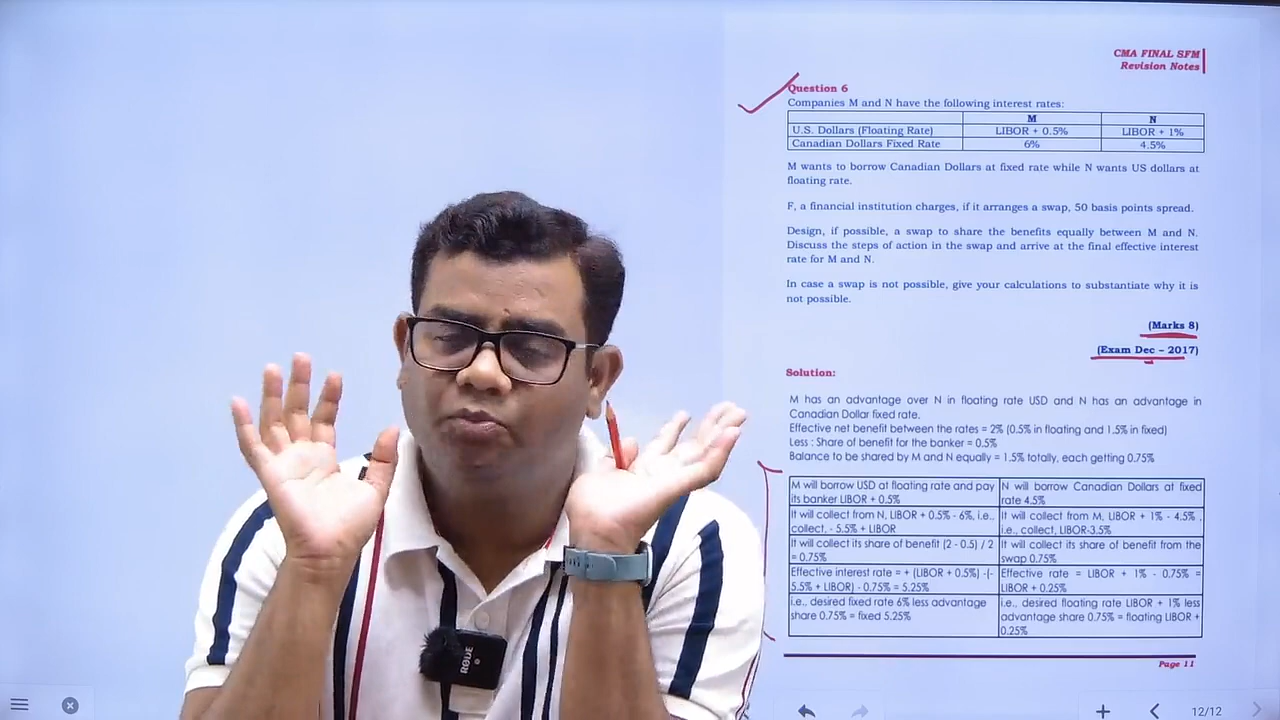 CMA FINAL SFM
Revision Notes
Question 6
Companies M and N have the following interest rates:
M N
U.S. Dollars (Floating Rate) LIBOR + 0.5% LIBOR + 1%
Canadian Dollars Fixed Rate 6% 4.5%
M wants to borrow Canadian Dollars at fixed rate while N wants US dollars at
floating rate.
F, a financial institution charges, if it arranges a swap, 50 basis points spread.
Design, if possible, a swap to share the benefits equally between M and N.
Discuss the steps of action in the swap and arrive at the final effective interest
rate for M and N.
In case a swap is not possible, give your calculations to substantiate why it is
not possible.
(Marks 8)
(Exam Dec – 2017)
Solution:
M has an advantage over N in floating rate USD and N has an advantage in
Canadian Dollar fixed rate.
Effective net benefit between the rates = 2% (0.5% in floating and 1.5% in fixed)
Less : Share of benefit for the banker = 0.5%
Balance to be shared by M and N equally = 1.5% totally, each getting 0.75%
M will borrow USD at floating rate and pay
its banker LIBOR + 0.5%
N will borrow Canadian Dollars at fixed
rate 4.5%
It will collect from N, LIBOR + 0.5% - 6%, i.e.,
collect, - 5.5% + LIBOR
It will collect from M, LIBOR + 1% - 4.5% ,
i.e., collect, LIBOR-3.5%
It will collect its share of benefit (2 - 0.5) / 2
= 0.75%
It will collect its share of benefit from the
swap 0.75%
Effective interest rate = + (LIBOR + 0.5%) -(-
5.5% + LIBOR) - 0.75% = 5.25%
Effective rate = LIBOR + 1% - 0.75% =
LIBOR + 0.25%
i.e., desired fixed rate 6% less advantage
share 0.75% = fixed 5.25%
i.e., desired floating rate LIBOR + 1% less
advantage share 0.75% = floating LIBOR +
0.25%
Page 11
RØDE
12/12